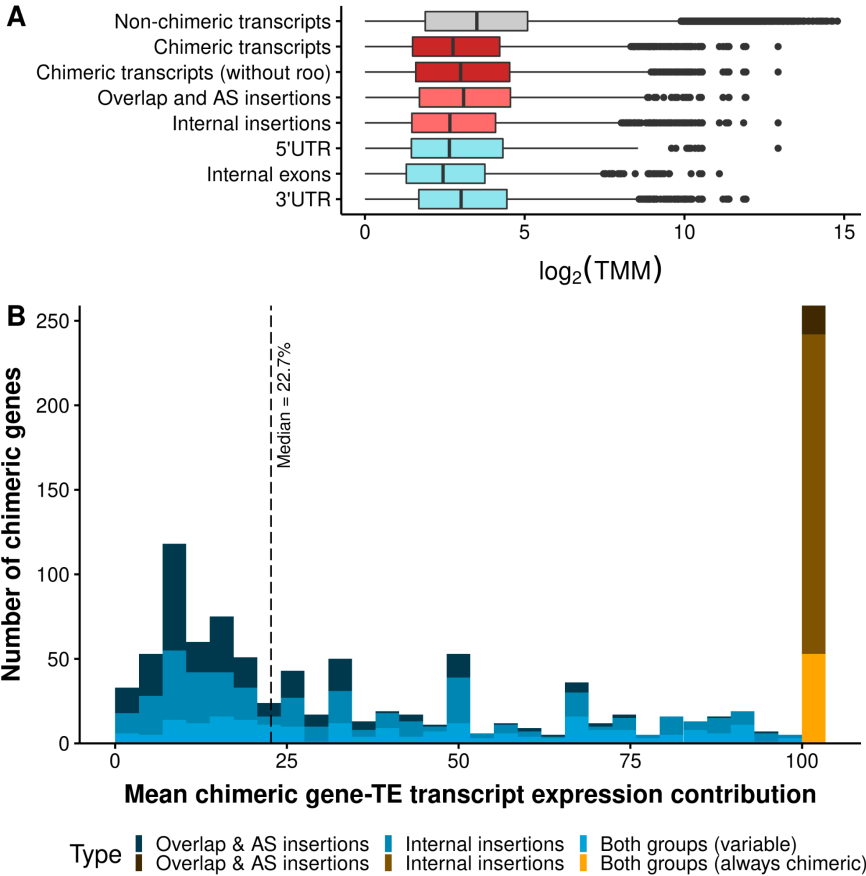 A
Non-chimeric transcripts
Chimeric transcripts
Chimeric transcripts (without roo)
Overlap and AS insertions
Internal insertions
5'UTR
Internal exons
3'UTR
0 5 10 15
log2(TMM)
B
Number of chimeric genes
250
200
150
100
50
0
Median = 22.7%
0 25 50 75 100
Mean chimeric gene-TE transcript expression contribution
Type
Overlap & AS insertions Internal insertions Both groups (variable)
Overlap & AS insertions Internal insertions Both groups (always chimeric)